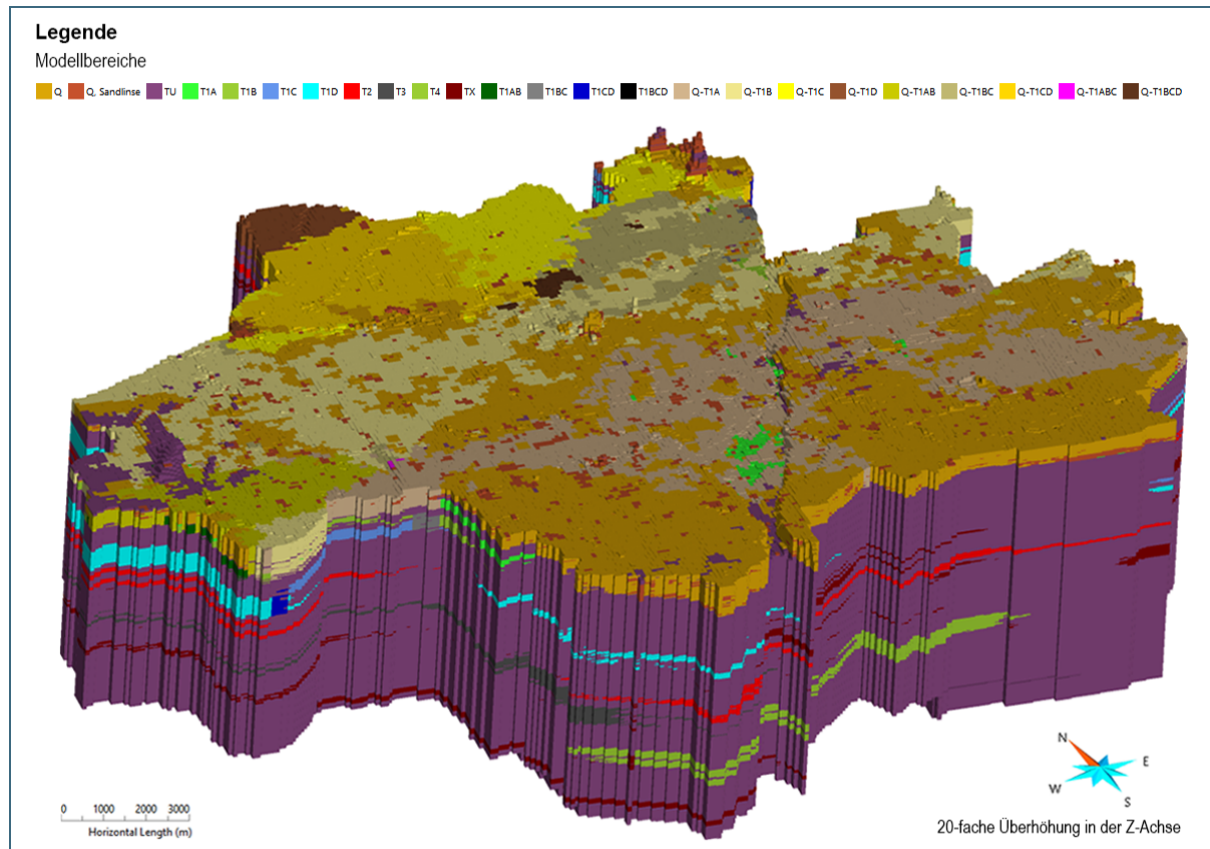 Legende
Modellbereiche
Q Q, Sandlinse TU T1A T1B T1C T1D T2 T3 T4 TX T1AB T1BC T1CD T1BCD Q-T1A Q-T1B Q-T1C Q-T1D Q-T1AB Q-T1BC Q-T1CD Q-T1ABC Q-T1BCD
N
E
W
S
0 1000 2000 3000
Horizontal Length (m)
20-fache Überhöhung in der Z-Achse